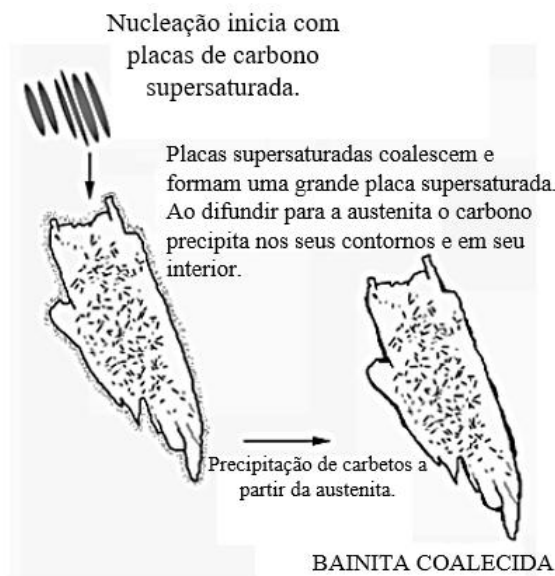 Nucleação inicia com
placas de carbono
supersaturada.
Placas supersaturadas coalescem e
formam uma grande placa supersaturada.
Ao difundir para a austenita o carbono
precipita nos seus contornos e em seu
interior.
Precipitação de carbetos a
partir da austenita.
BAINITA COALECIDA